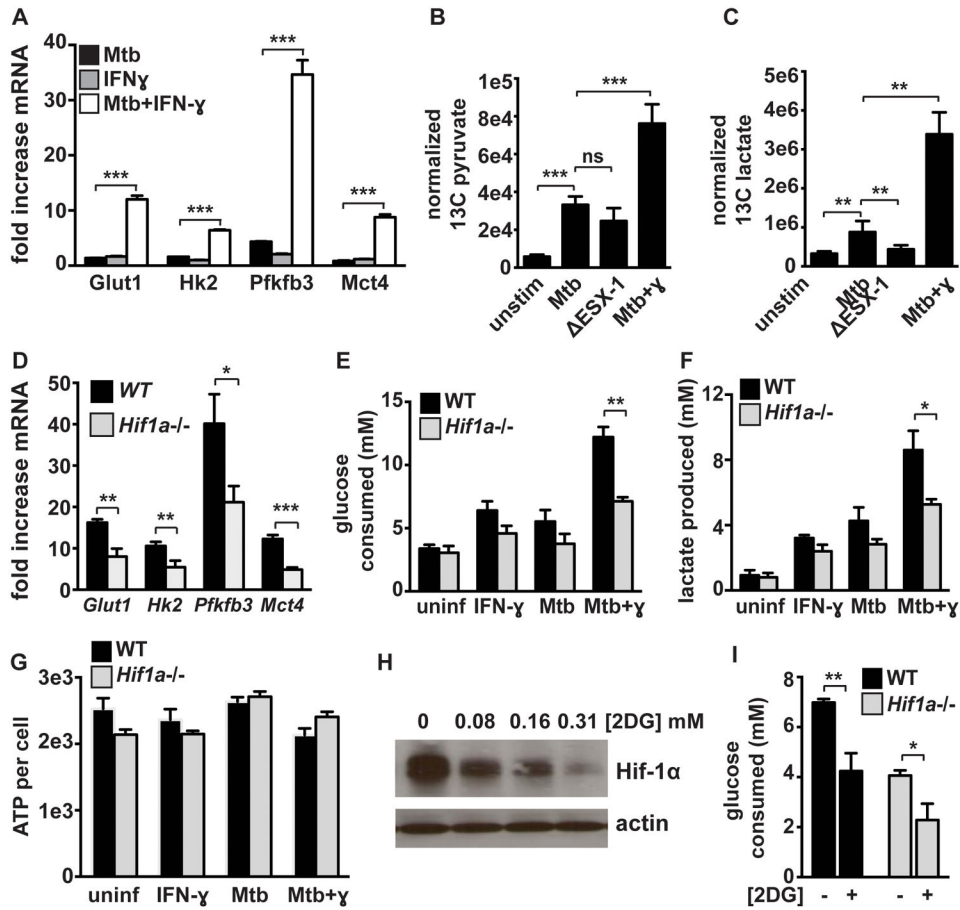 A
fold increase mRNA
40
30
20
10
0
Mtb
IFNɣ
Mtb+IFN-ɣ
***
***
***
***
Glut1 Hk2 Pfkfb3 Mct4
B
normalized
13C pyruvate
1e5
8e4
6e4
4e4
2e4
0
***
ns
***
unstim Mtb ΔESX-1 Mtb+ɣ
C
normalized
13C lactate
5e6
4e6
3e6
2e6
1e6
0
**
**
**
unstim Mtb ΔESX-1 Mtb+ɣ
D
fold increase mRNA
50
40
30
20
10
0
WT
Hif1a-/-
**
**
*
***
Glut1 Hk2 Pfkfb3 Mct4
E
glucose
consumed (mM)
15
10
5
0
WT
Hif1a-/-
**
uninf IFN-ɣ Mtb Mtb+ɣ
F
lactate produced (mM)
12
8
4
0
WT
Hif1a-/-
*
uninf IFN-ɣ Mtb Mtb+ɣ
G
ATP per cell
3e3
2e3
1e3
0
WT
Hif1a-/-
uninf IFN-ɣ Mtb Mtb+ɣ
H
0 0.08 0.16 0.31 [2DG] mM
Hif-1α
actin
I
glucose
consumed (mM)
8
6
4
2
0
WT
Hif1a-/-
**
*
[2DG] - + - +